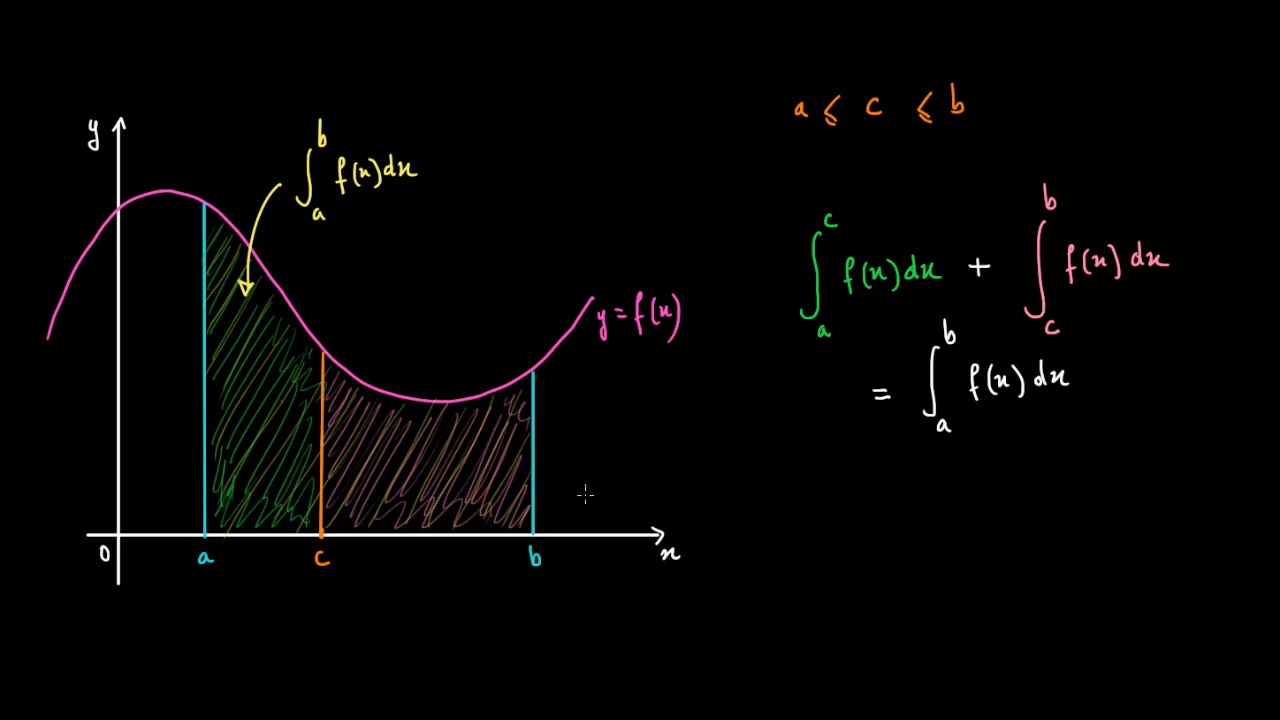 a ≤ c ≤ b
y
∫_a^b f(x) dx
∫_a^c f(x) dx + ∫_c^b f(x) dx
y = f(x)
= ∫_a^b f(x) dx
0 a c b x